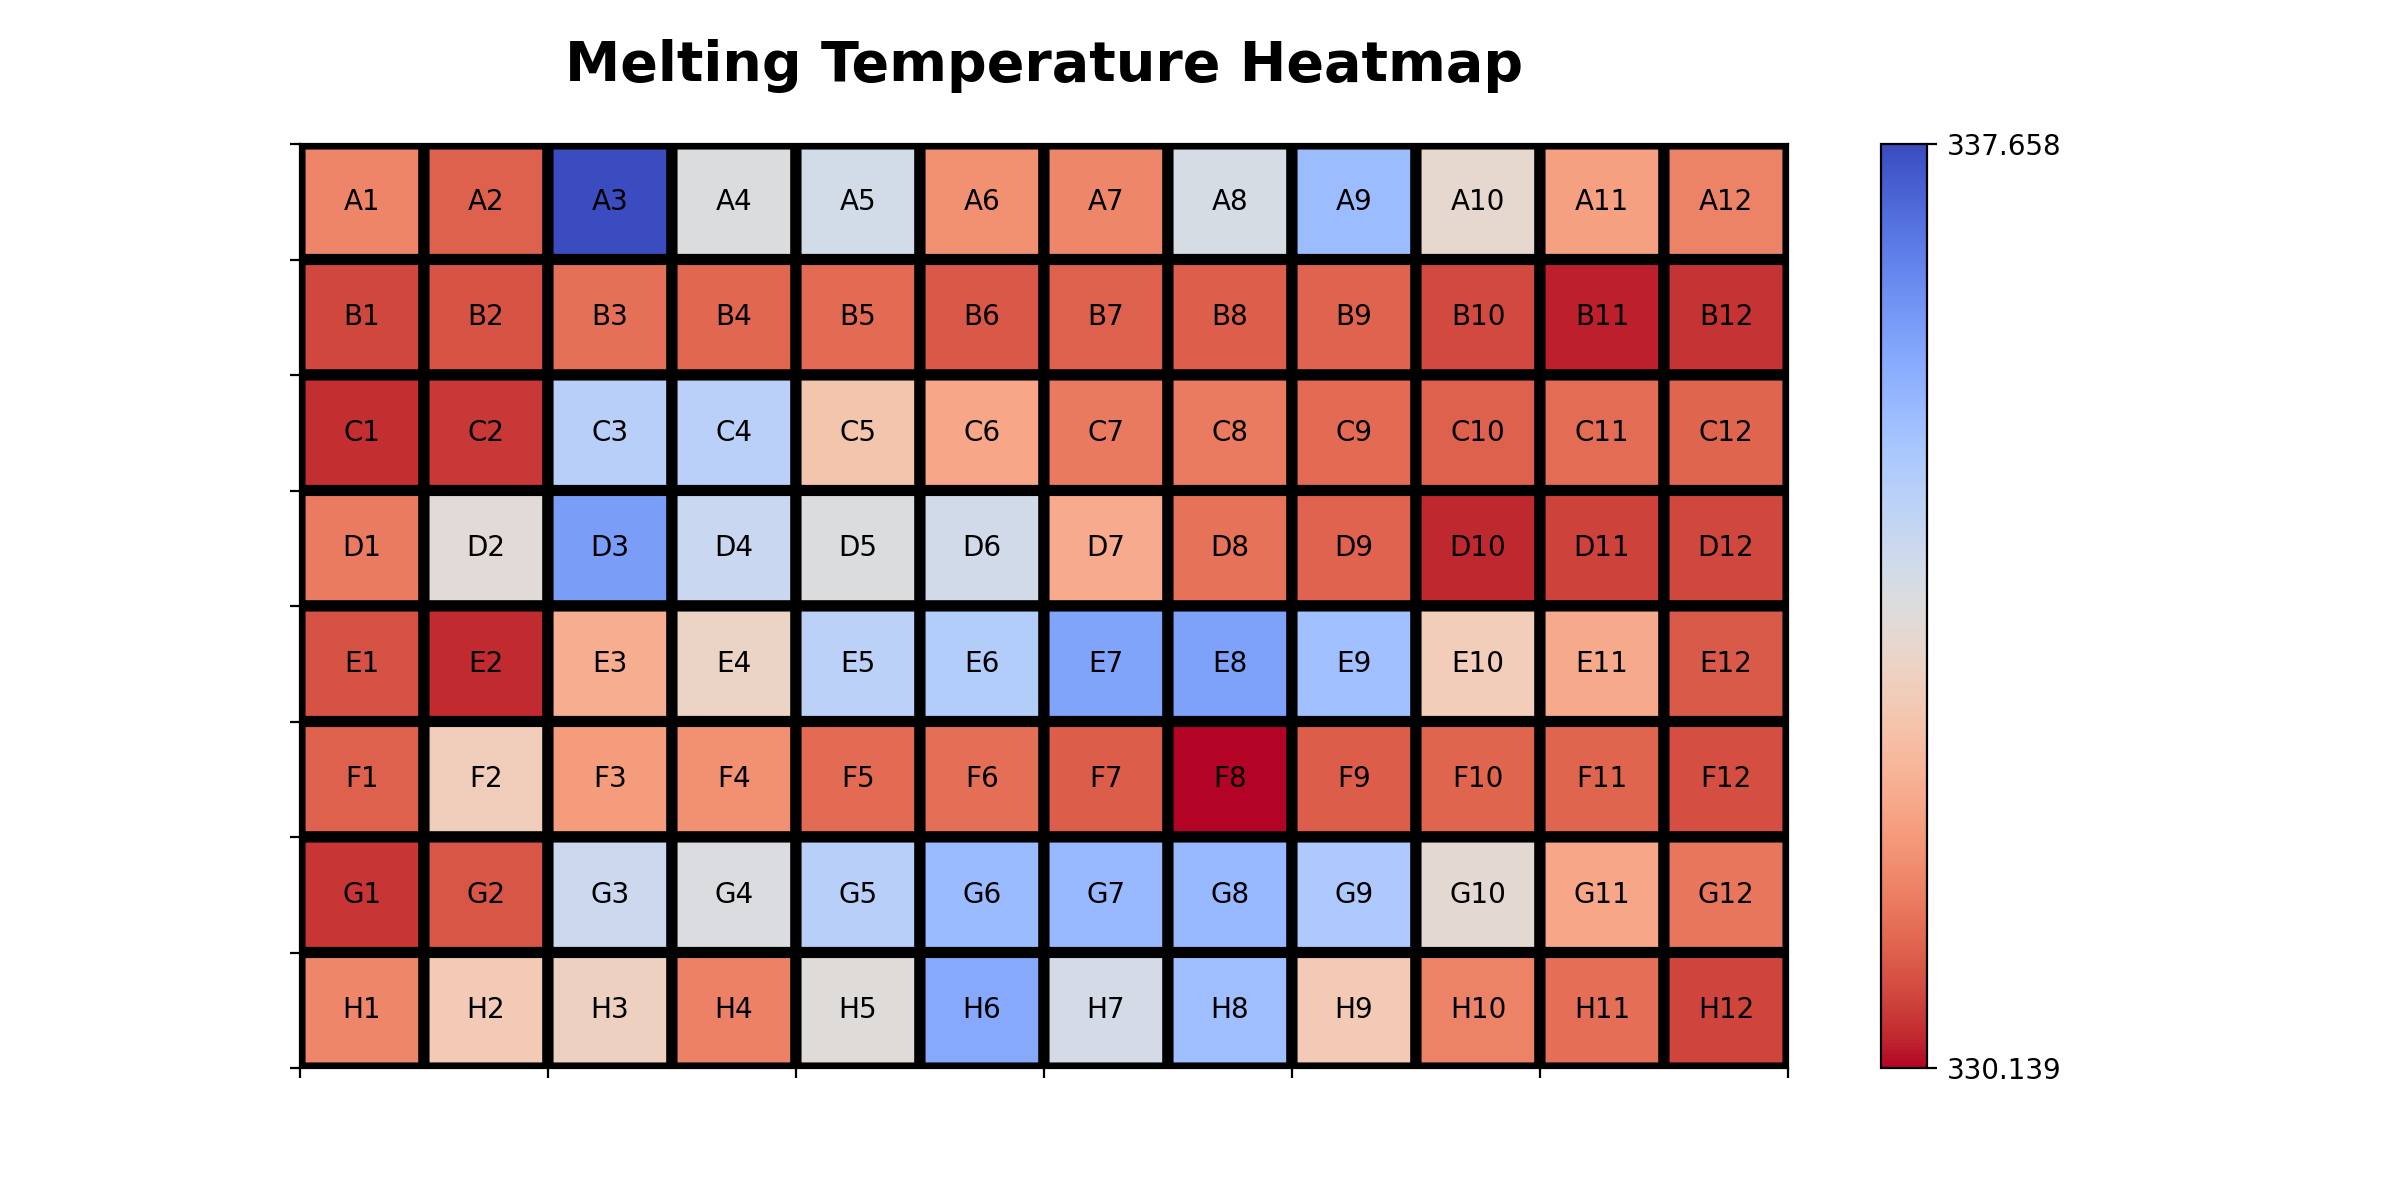 Melting Temperature Heatmap
337.658
A1 A2 A3 A4 A5 A6 A7 A8 A9 A10 A11 A12
B1 B2 B3 B4 B5 B6 B7 B8 B9 B10 B11 B12
C1 C2 C3 C4 C5 C6 C7 C8 C9 C10 C11 C12
D1 D2 D3 D4 D5 D6 D7 D8 D9 D10 D11 D12
E1 E2 E3 E4 E5 E6 E7 E8 E9 E10 E11 E12
F1 F2 F3 F4 F5 F6 F7 F8 F9 F10 F11 F12
G1 G2 G3 G4 G5 G6 G7 G8 G9 G10 G11 G12
H1 H2 H3 H4 H5 H6 H7 H8 H9 H10 H11 H12
330.139